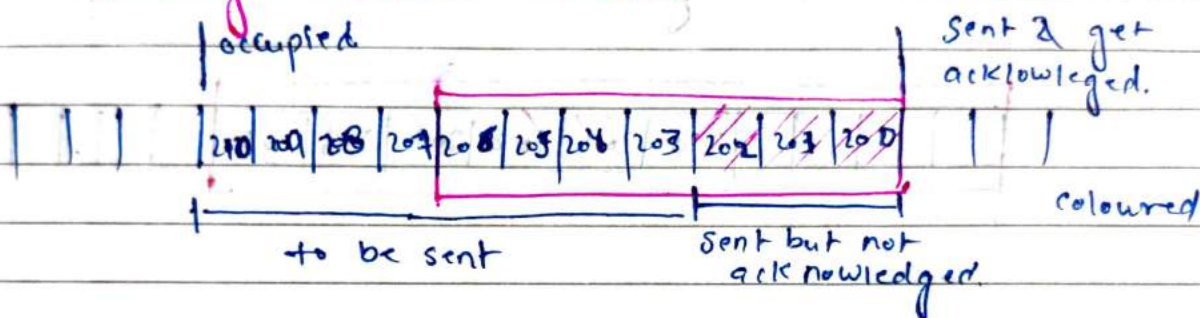 occupied
Sent & get
acklowleged.
210 209 208 207 206 205 204 203 202 201 200
coloured
to be sent
sent but not
acknowledged.